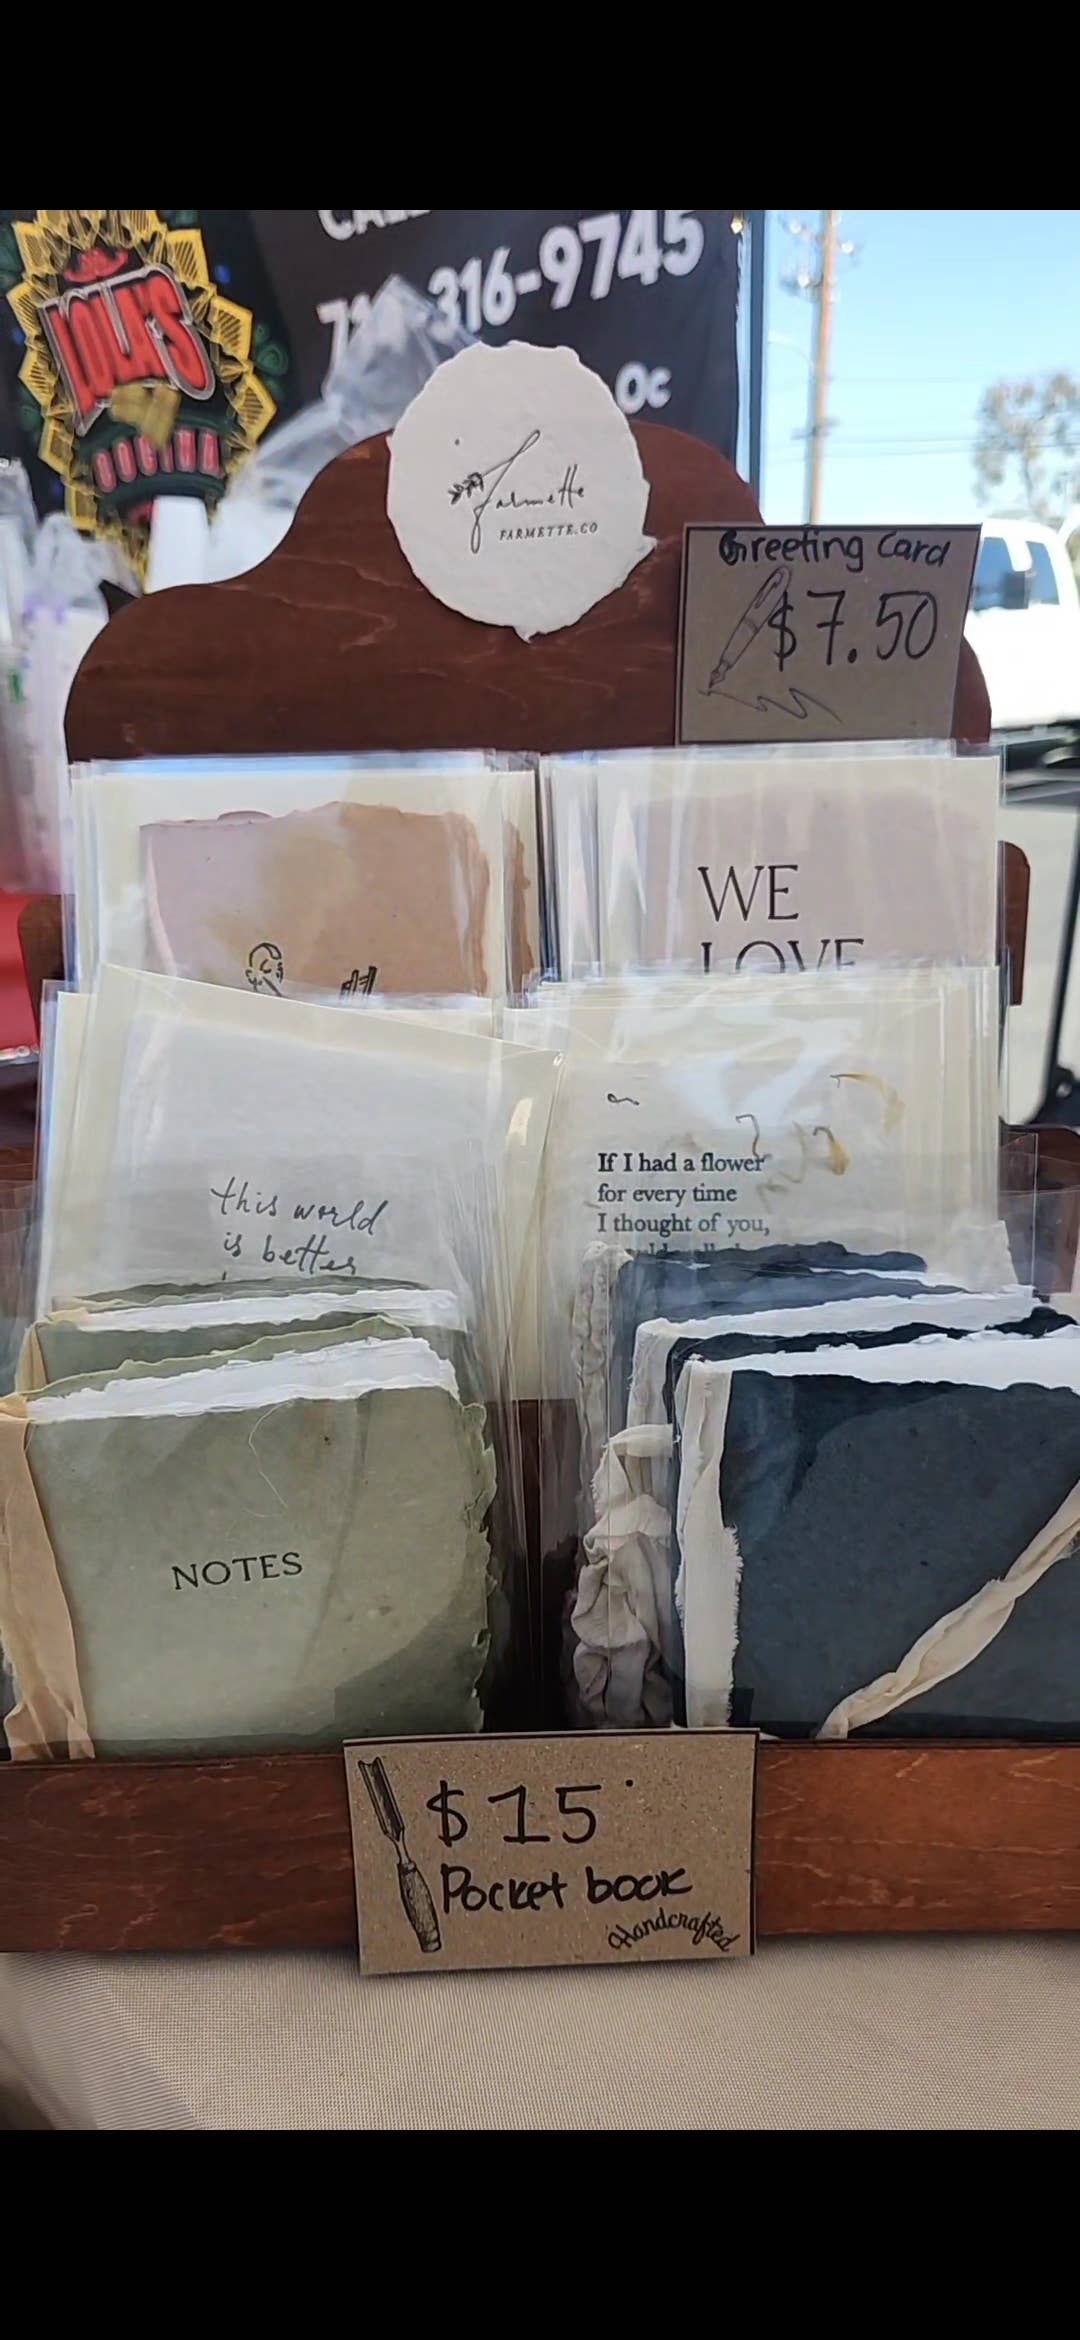 LOLA'S
COCINA
316-9745
OC
Farmette
FARMETTE.CO
Greeting Card
$7.50
WE
LOVE
this world
is better
If I had a flower
for every time
I thought of you,
NOTES
$15
Pocket book
Handcrafted